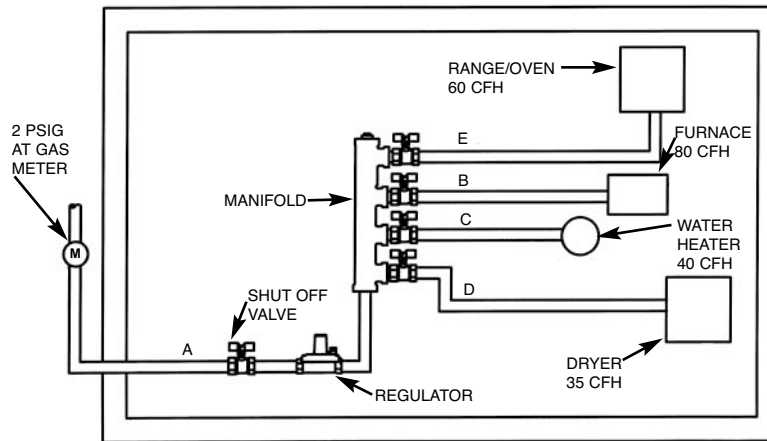 RANGE/OVEN
60 CFH
2 PSIG
AT GAS
METER
E
FURNACE
80 CFH
B
MANIFOLD
C
WATER
HEATER
40 CFH
M
D
SHUT OFF
VALVE
A
DRYER
35 CFH
REGULATOR